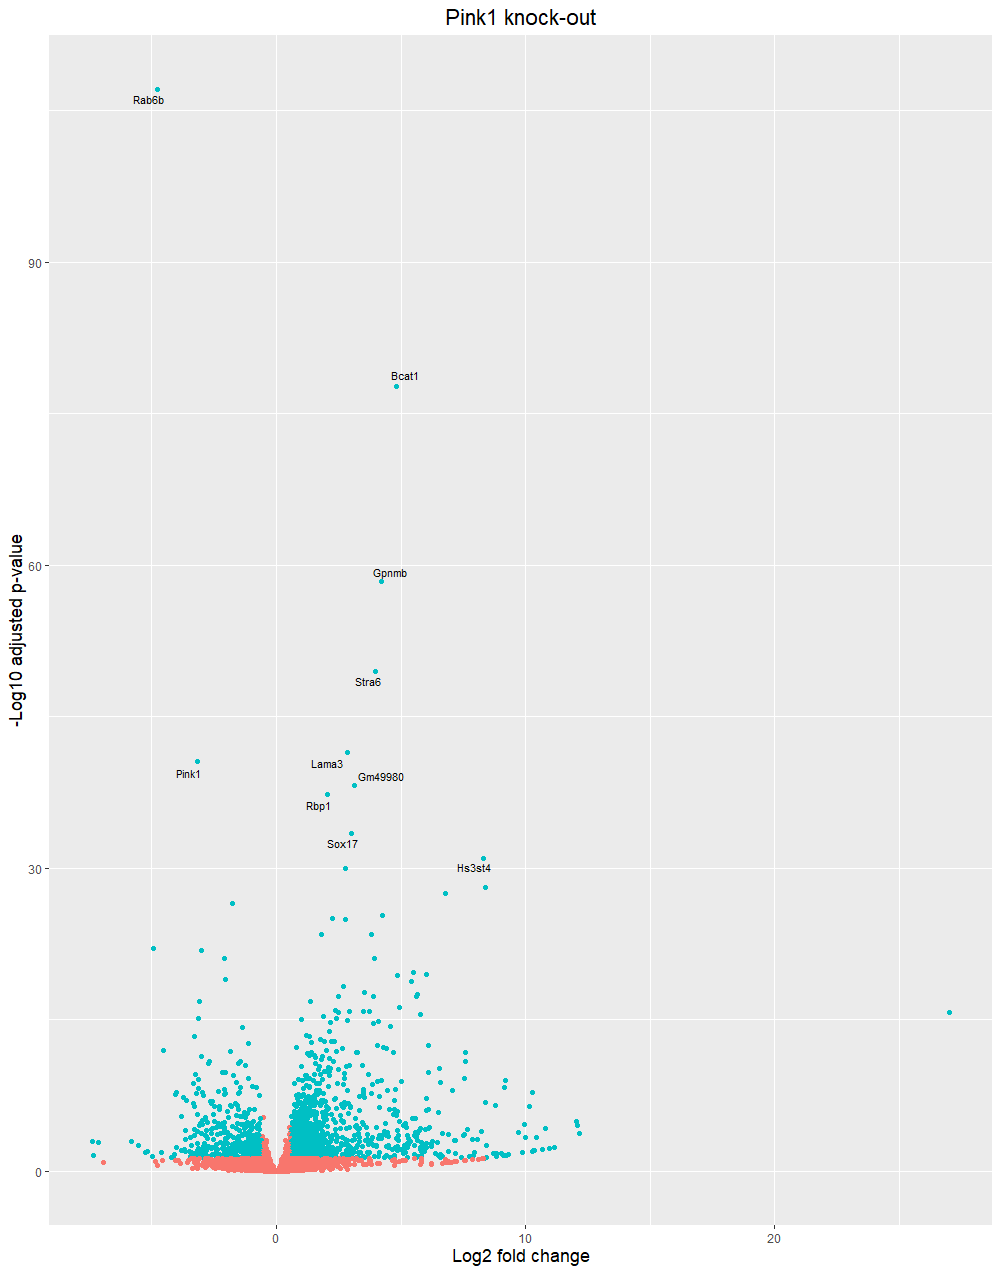 Pink1 knock-out
Rab6b
90
Bcat1
Gpnmb
60
Stra6
-Log10 adjusted p-value
Lama3
Pink1
Gm49980
Rbp1
Sox17
Hs3st4
30
0
0
10
20
Log2 fold change